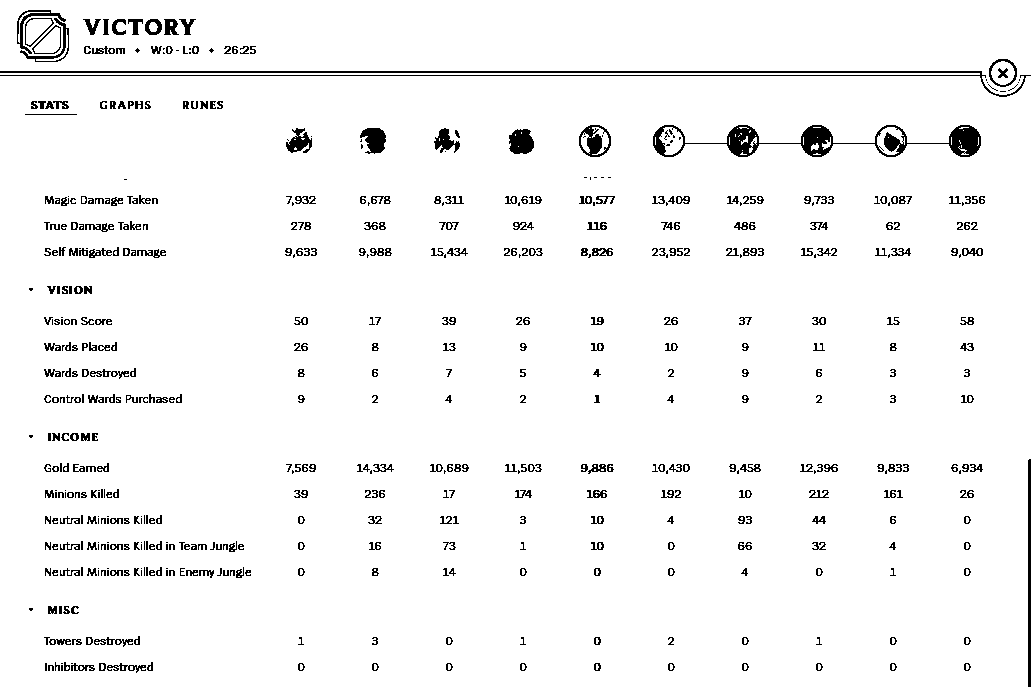 VICTORY
Custom • W:0 - L:0 • 26:25
STATS GRAPHS RUNES
Magic Damage Taken 7,932 6,678 8,311 10,619 10,577 13,409 14,259 9,733 10,087 11,356
True Damage Taken 278 368 707 924 116 746 486 374 62 262
Self Mitigated Damage 9,633 9,988 15,434 26,203 8,826 23,952 21,893 15,342 11,334 9,040
VISION
Vision Score 50 17 39 26 19 26 37 30 15 58
Wards Placed 26 8 13 9 10 10 9 11 8 43
Wards Destroyed 8 6 7 5 4 2 9 6 3 3
Control Wards Purchased 9 2 4 2 1 4 9 2 3 10
INCOME
Gold Earned 7,569 14,334 10,689 11,503 9,886 10,430 9,458 12,396 9,833 6,934
Minions Killed 39 236 17 174 166 192 10 212 161 26
Neutral Minions Killed 0 32 121 3 10 4 93 44 6 0
Neutral Minions Killed in Team Jungle 0 16 73 1 10 0 66 32 4 0
Neutral Minions Killed in Enemy Jungle 0 8 14 0 0 0 4 0 1 0
MISC
Towers Destroyed 1 3 0 1 0 2 0 1 0 0
Inhibitors Destroyed 0 0 0 0 0 0 0 0 0 0